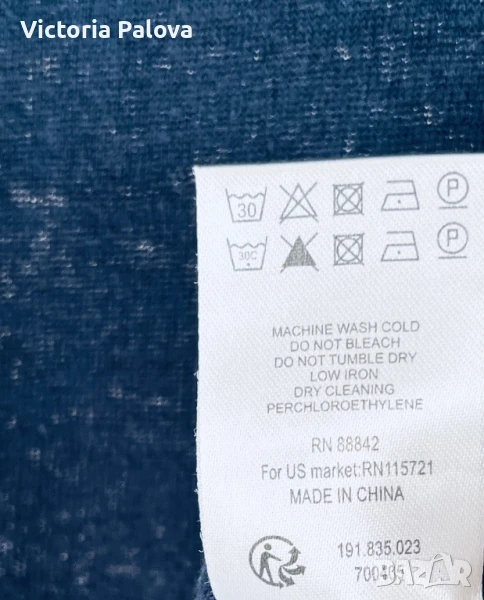 Victoria Palova
30 P
30C P
MACHINE WASH COLD
DO NOT BLEACH
DO NOT TUMBLE DRY
LOW IRON
DRY CLEANING
PERCHLOROETHYLENE
RN 88842
For US market:RN115721
MADE IN CHINA
191.835.023
BAZAR